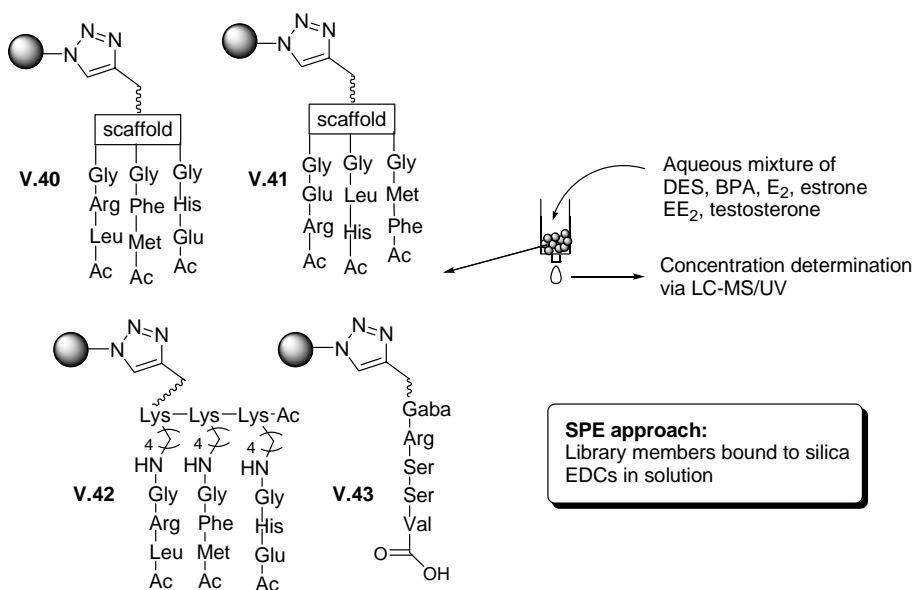 N=N
N
N
scaffold
V.40
Gly Gly Gly
Arg Phe His
Leu Met Glu
Ac Ac Ac
N=N
N
N
scaffold
V.41
Gly Gly Gly
Glu Leu Met
Arg His Phe
Ac Ac Ac
Aqueous mixture of
DES, BPA, E2, estrone
EE2, testosterone
Concentration determination
via LC-MS/UV
N=N
N
Lys-Lys-Lys-Ac
4 4 4
HN HN HN
V.42
Gly Gly Gly
Arg Phe His
Leu Met Glu
Ac Ac Ac
N=N
N
V.43
Gaba
Arg
Ser
Ser
Val
O
OH
SPE approach:
Library members bound to silica
EDCs in solution